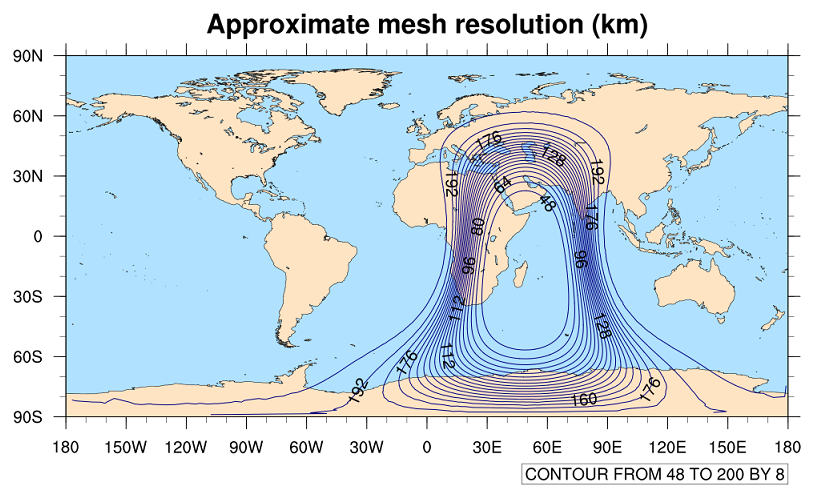 Approximate mesh resolution (km)
90N
60N
30N
0
30S
60S
90S
176
128
192
192
64
48
176
80
96
96
112
128
112
176
192
176
160
180 150W 120W 90W 60W 30W 0 30E 60E 90E 120E 150E 180
CONTOUR FROM 48 TO 200 BY 8